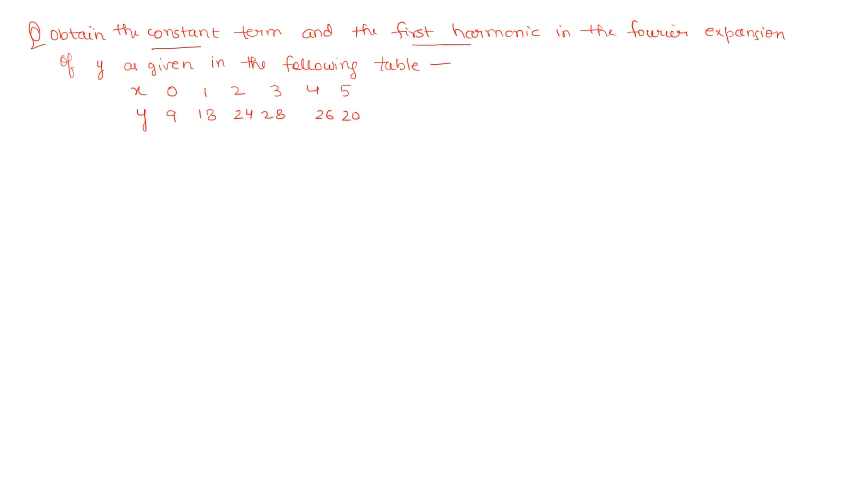 Q obtain the constant term and the first harmonic in the fourier expansion
of y as given in the following table —
x 0 1 2 3 4 5
y 9 18 24 28 26 20